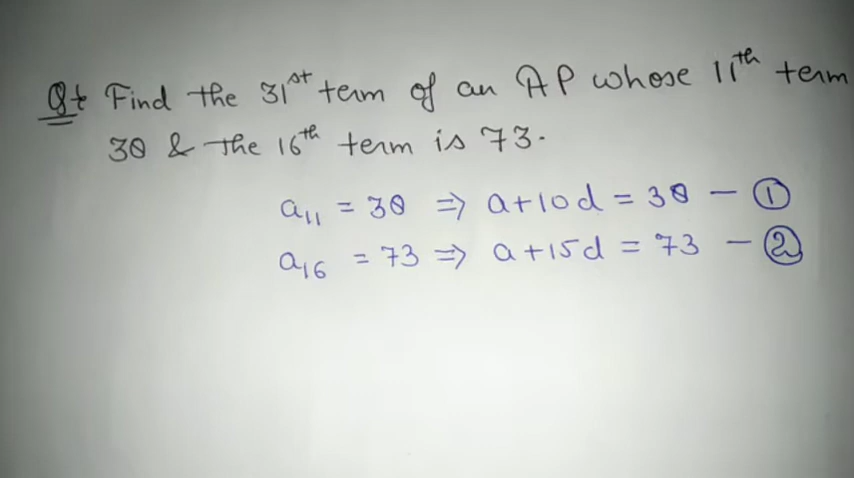 Q† Find the 31st term of an AP whose 11th term
38 & the 16th term is 73.
a11 = 38 => a+10d = 38 - ①
a16 = 73 => a+15d = 73 - ②